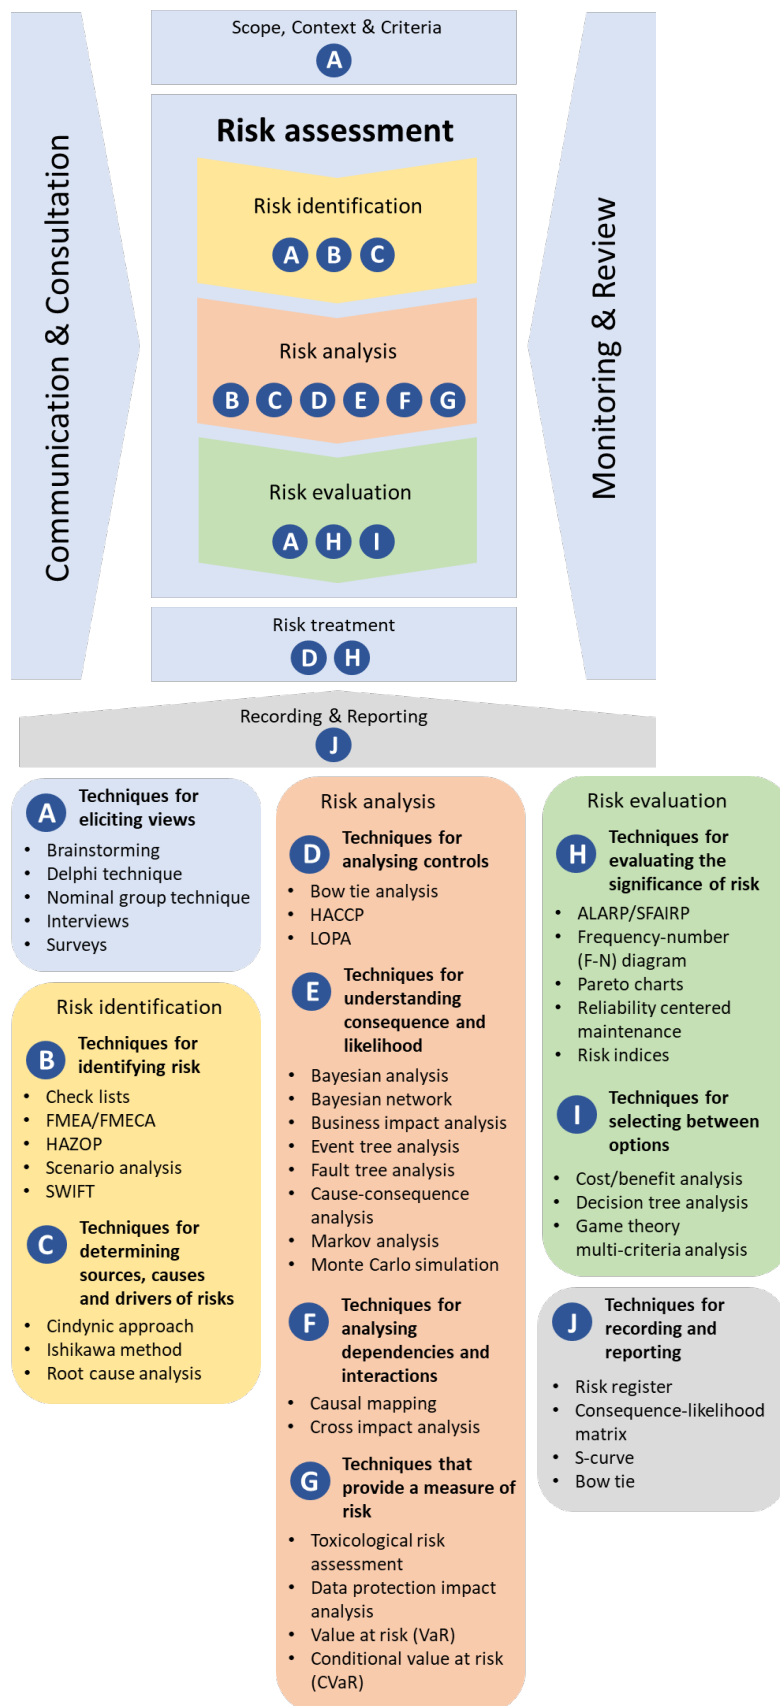 Scope, Context & Criteria
A
Communication & Consultation
Risk assessment
Risk identification
A B C
Risk analysis
B C D E F G
Risk evaluation
A H I
Monitoring & Review
Risk treatment
D H
Recording & Reporting
J
A
Techniques for
eliciting views
• Brainstorming
• Delphi technique
• Nominal group technique
• Interviews
• Surveys
Risk identification
B
Techniques for
identifying risk
• Check lists
• FMEA/FMECA
• HAZOP
• Scenario analysis
• SWIFT
C
Techniques for
determining
sources, causes
and drivers of risks
• Cindynic approach
• Ishikawa method
• Root cause analysis
Risk analysis
D
Techniques for
analysing controls
• Bow tie analysis
• HACCP
• LOPA
E
Techniques for
understanding
consequence and
likelihood
• Bayesian analysis
• Bayesian network
• Business impact analysis
• Event tree analysis
• Fault tree analysis
• Cause-consequence
analysis
• Markov analysis
• Monte Carlo simulation
F
Techniques for
analysing
dependencies and
interactions
• Causal mapping
• Cross impact analysis
G
Techniques that
provide a measure of
risk
• Toxicological risk
assessment
• Data protection impact
analysis
• Value at risk (VaR)
• Conditional value at risk
(CVaR)
Risk evaluation
H
Techniques for
evaluating the
significance of risk
• ALARP/SFAIRP
• Frequency-number
(F-N) diagram
• Pareto charts
• Reliability centered
maintenance
• Risk indices
I
Techniques for
selecting between
options
• Cost/benefit analysis
• Decision tree analysis
• Game theory
multi-criteria analysis
J
Techniques for
recording and
reporting
• Risk register
• Consequence-likelihood
matrix
• S-curve
• Bow tie